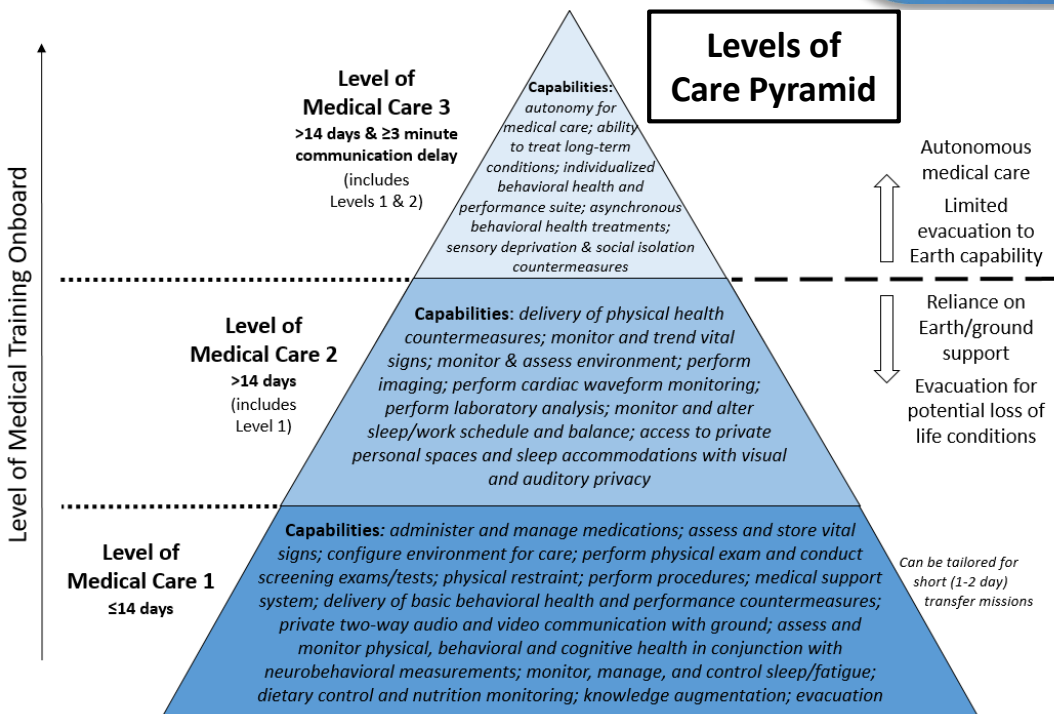 Levels of
Care Pyramid
Level of Medical Training Onboard
Level of
Medical Care 3
>14 days & ≥3 minute
communication delay
(includes
Levels 1 & 2)
Capabilities:
autonomy for
medical care; ability
to treat long-term
conditions; individualized
behavioral health and
performance suite; asynchronous
behavioral health treatments;
sensory deprivation & social isolation
countermeasures
Autonomous
medical care
Limited
evacuation to
Earth capability
Level of
Medical Care 2
>14 days
(includes
Level 1)
Capabilities: delivery of physical health
countermeasures; monitor and trend vital
signs; monitor & assess environment; perform
imaging; perform cardiac waveform monitoring;
perform laboratory analysis; monitor and alter
sleep/work schedule and balance; access to private
personal spaces and sleep accommodations with visual
and auditory privacy
Reliance on
Earth/ground
support
Evacuation for
potential loss of
life conditions
Level of
Medical Care 1
≤14 days
Capabilities: administer and manage medications; assess and store vital
signs; configure environment for care; perform physical exam and conduct
screening exams/tests; physical restraint; perform procedures; medical support
system; delivery of basic behavioral health and performance countermeasures;
private two-way audio and video communication with ground; assess and
monitor physical, behavioral and cognitive health in conjunction with
neurobehavioral measurements; monitor, manage, and control sleep/fatigue;
dietary control and nutrition monitoring; knowledge augmentation; evacuation
Can be tailored for
short (1-2 day)
transfer missions